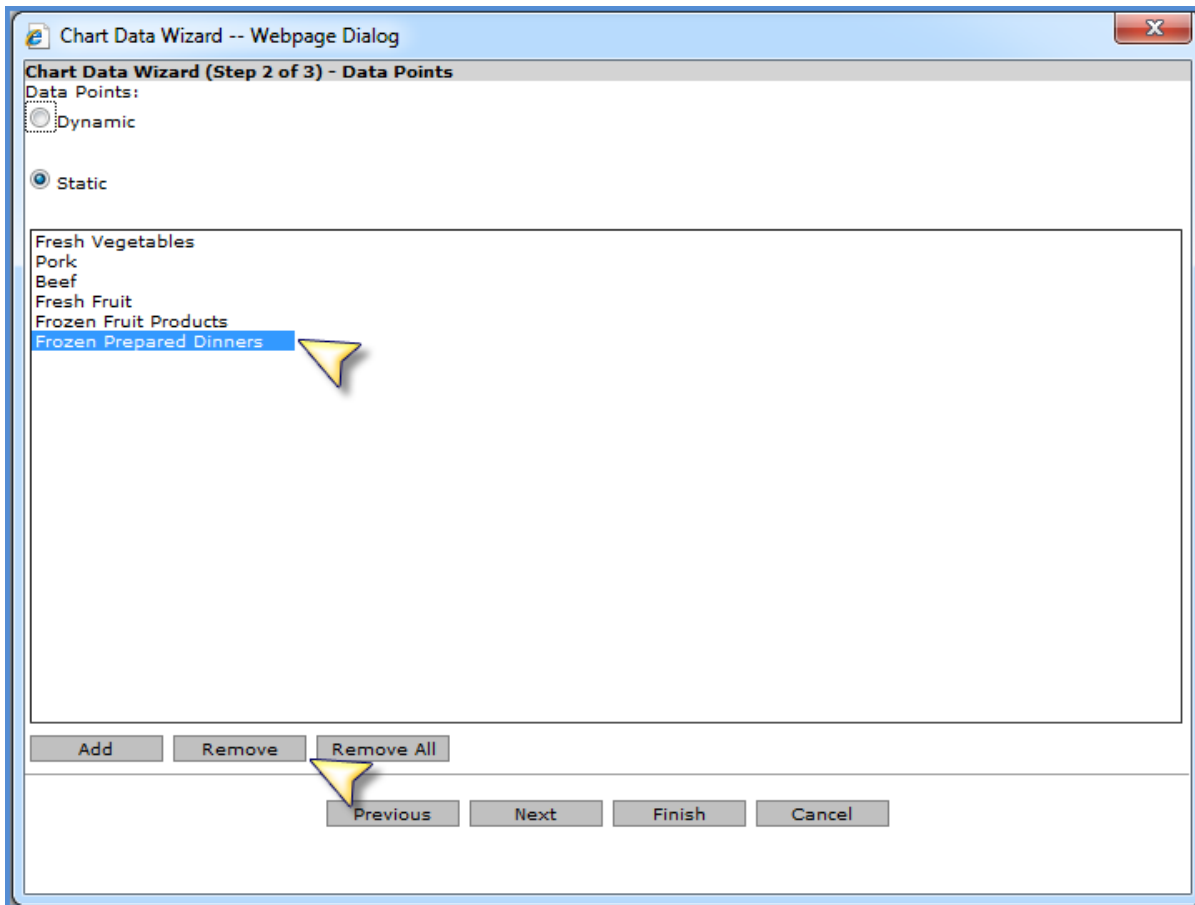 Chart Data Wizard -- Webpage Dialog
Chart Data Wizard (Step 2 of 3) - Data Points
Data Points:
Dynamic
Static
Fresh Vegetables
Pork
Beef
Fresh Fruit
Frozen Fruit Products
Frozen Prepared Dinners
Add Remove Remove All
Previous Next Finish Cancel